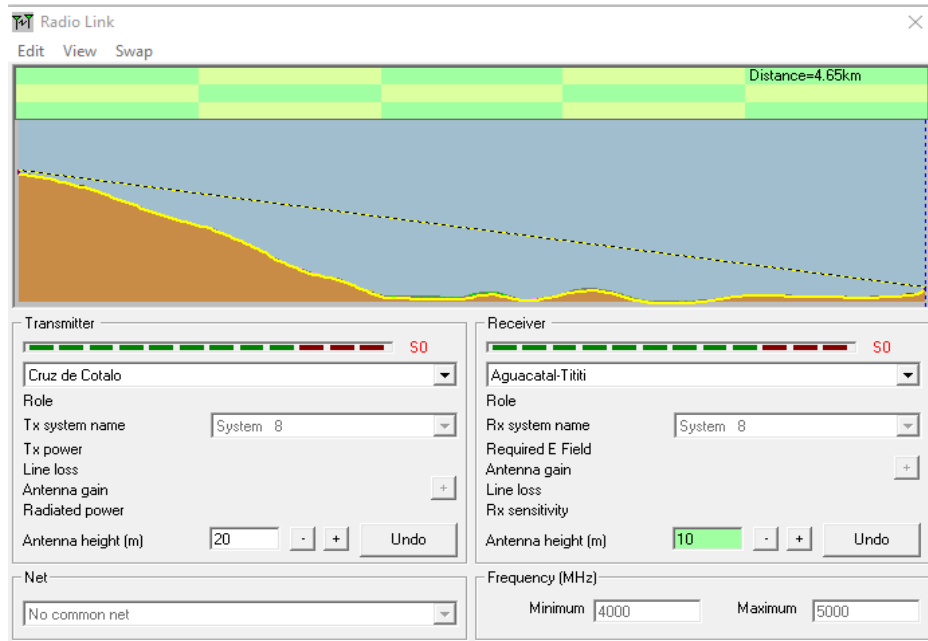 Radio Link
Edit View Swap
Distance=4.65km
Transmitter
S0
Cruz de Cotalo
Role
Tx system name System 8
Tx power
Line loss
Antenna gain +
Radiated power
Antenna height (m) 20 - + Undo
Net
No common net
Receiver
S0
Aguacatal-Tititi
Role
Rx system name System 8
Required E Field
Antenna gain +
Line loss
Rx sensitivity
Antenna height (m) 10 - + Undo
Frequency (MHz)
Minimum 4000 Maximum 5000